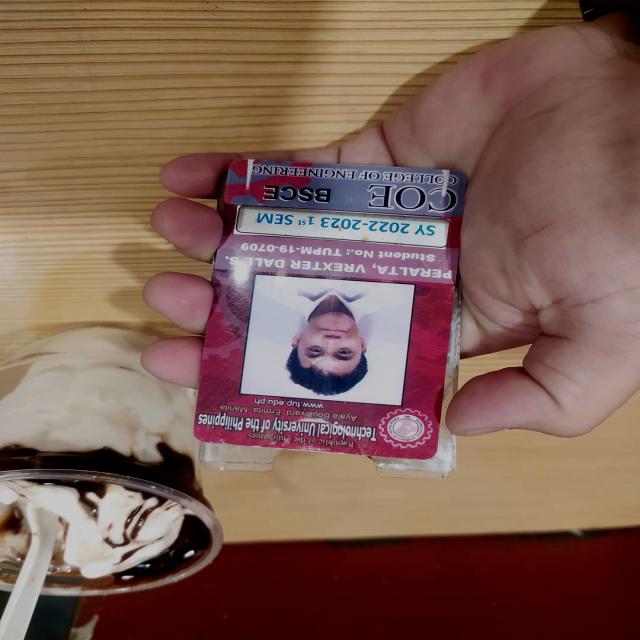 Republic of the Philippines
Technological University of the Philippines
Ayala Boulevard Ermita Manila
www.tup.edu.ph
PERALTA, VREXTER DALE S.
Student No.: TUPM-19-0709
SY 2022-2023 1st SEM
COE BSCE
COLLEGE OF ENGINEERING